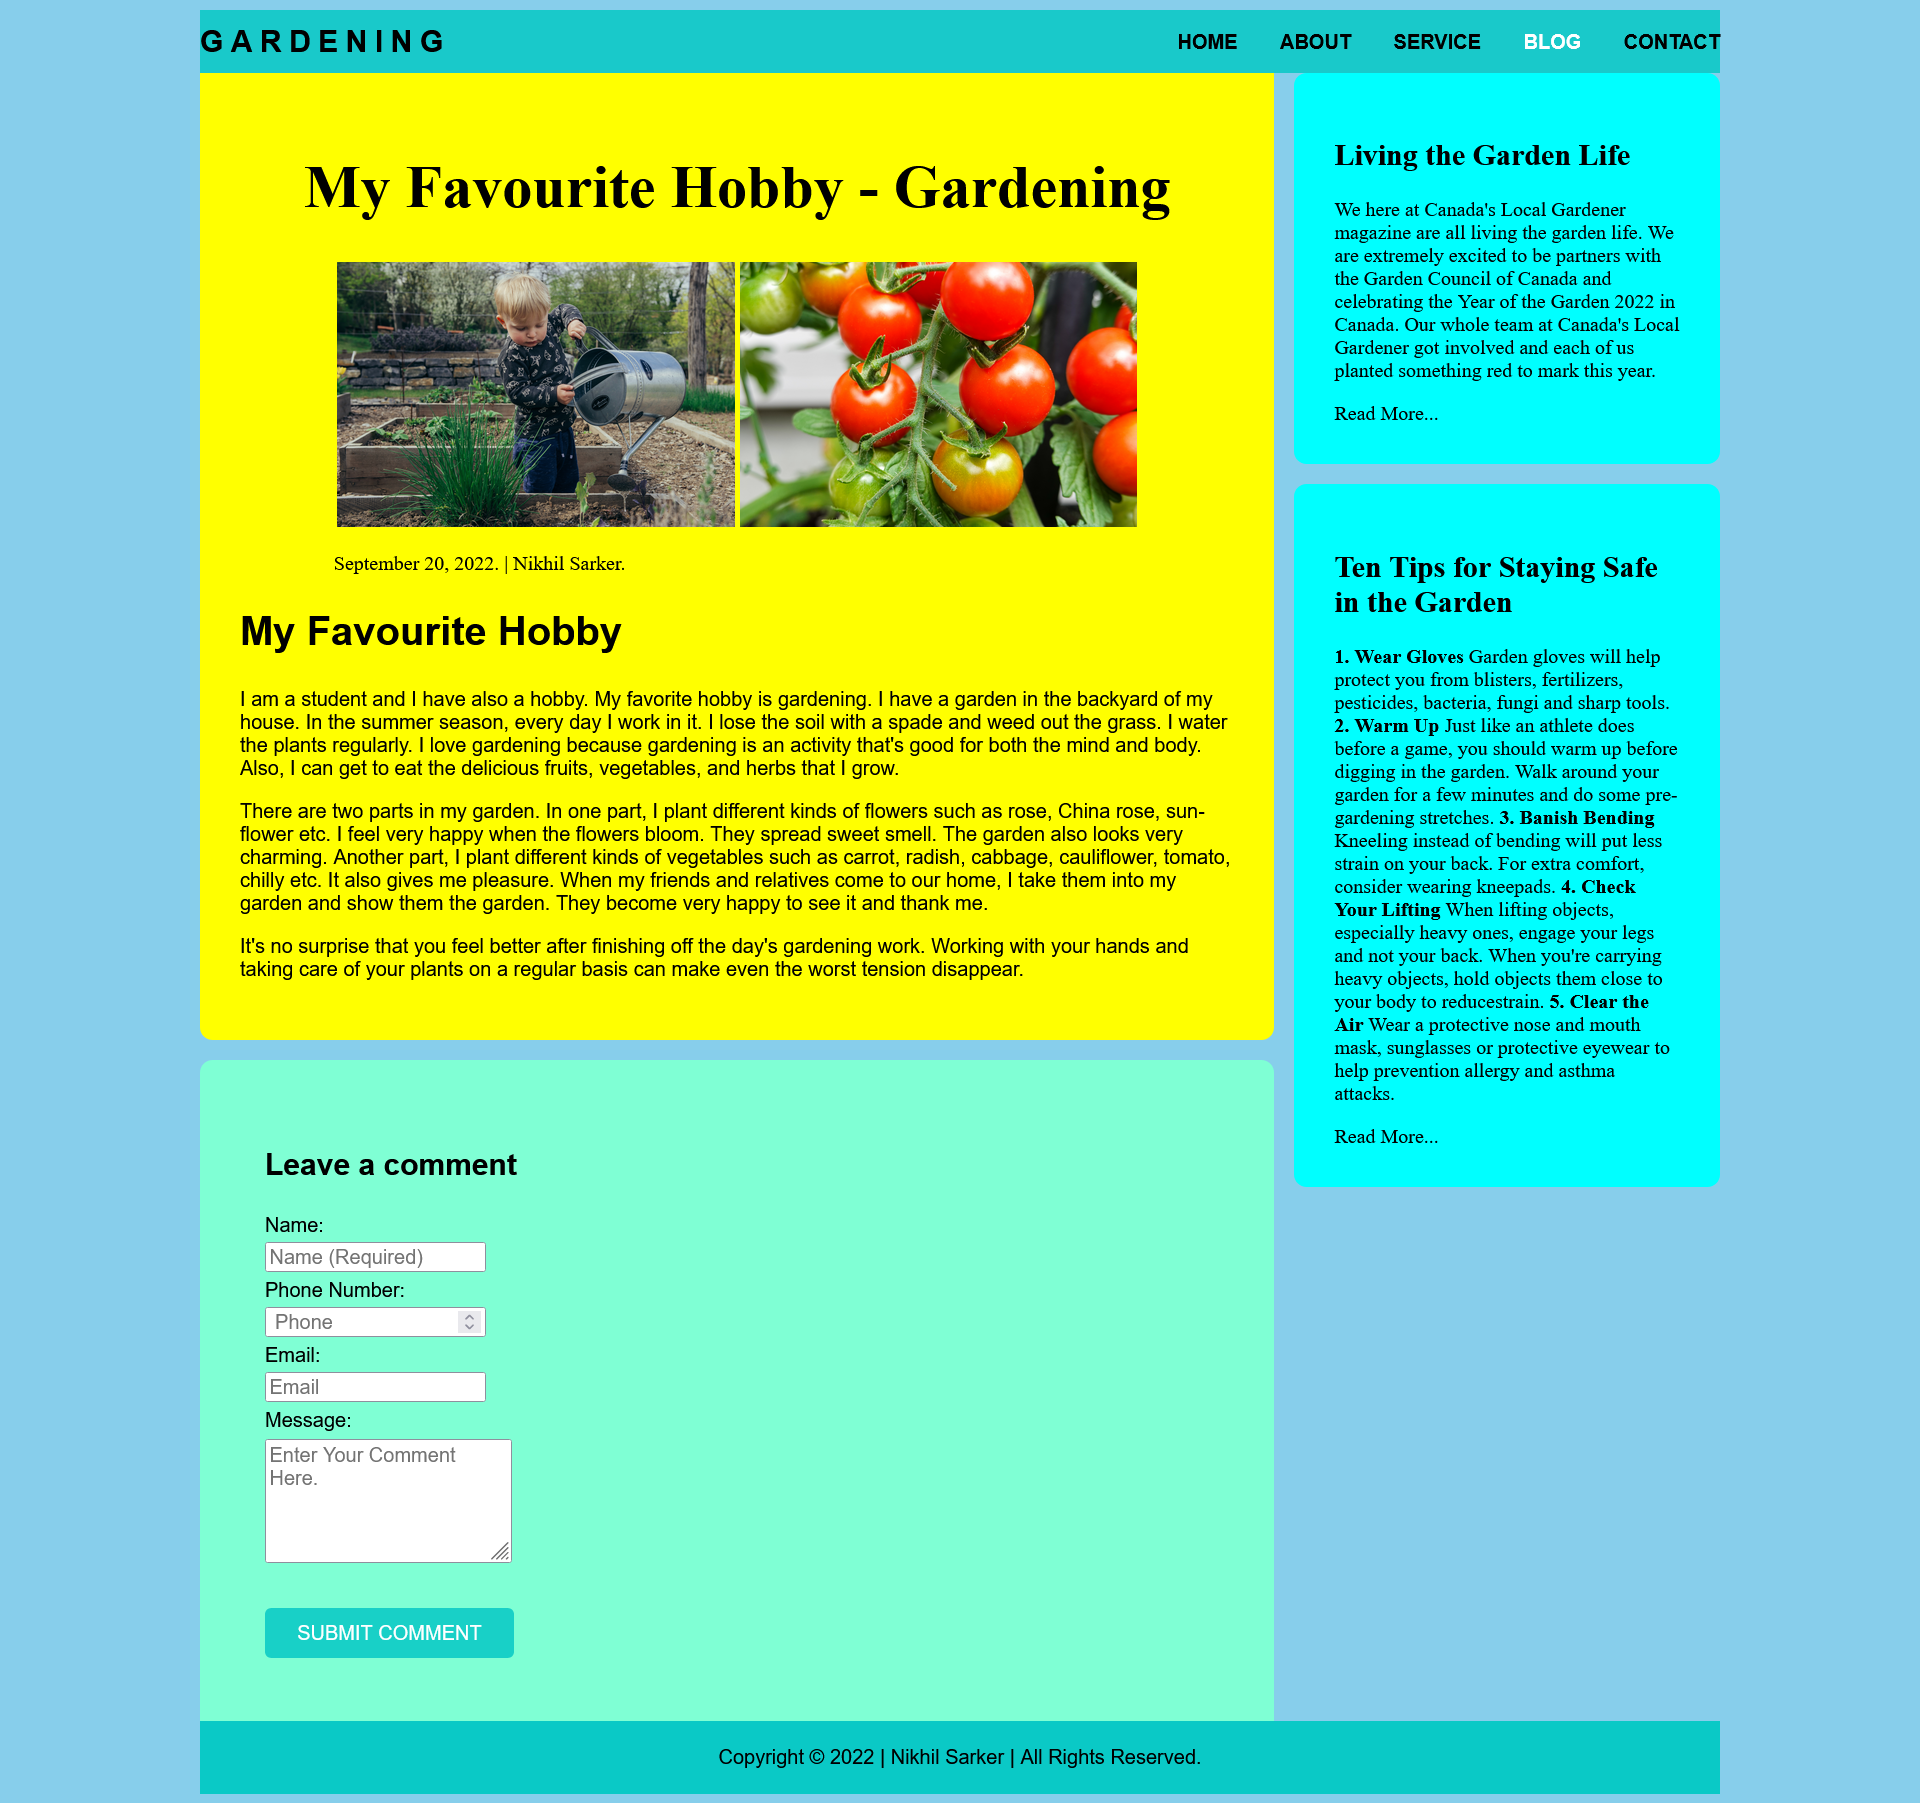 GARDENING
HOME ABOUT SERVICE BLOG CONTACT
My Favourite Hobby - Gardening
September 20, 2022. | Nikhil Sarker.
My Favourite Hobby
I am a student and I have also a hobby. My favorite hobby is gardening. I have a garden in the backyard of my
house. In the summer season, every day I work in it. I lose the soil with a spade and weed out the grass. I water
the plants regularly. I love gardening because gardening is an activity that's good for both the mind and body.
Also, I can get to eat the delicious fruits, vegetables, and herbs that I grow.
There are two parts in my garden. In one part, I plant different kinds of flowers such as rose, China rose, sun-
flower etc. I feel very happy when the flowers bloom. They spread sweet smell. The garden also looks very
charming. Another part, I plant different kinds of vegetables such as carrot, radish, cabbage, cauliflower, tomato,
chilly etc. It also gives me pleasure. When my friends and relatives come to our home, I take them into my
garden and show them the garden. They become very happy to see it and thank me.
It's no surprise that you feel better after finishing off the day's gardening work. Working with your hands and
taking care of your plants on a regular basis can make even the worst tension disappear.
Leave a comment
Name:
Name (Required)
Phone Number:
Phone
Email:
Email
Message:
Enter Your Comment
Here.
SUBMIT COMMENT
Living the Garden Life
We here at Canada's Local Gardener
magazine are all living the garden life. We
are extremely excited to be partners with
the Garden Council of Canada and
celebrating the Year of the Garden 2022 in
Canada. Our whole team at Canada's Local
Gardener got involved and each of us
planted something red to mark this year.
Read More...
Ten Tips for Staying Safe
in the Garden
1. Wear Gloves Garden gloves will help
protect you from blisters, fertilizers,
pesticides, bacteria, fungi and sharp tools.
2. Warm Up Just like an athlete does
before a game, you should warm up before
digging in the garden. Walk around your
garden for a few minutes and do some pre-
gardening stretches. 3. Banish Bending
Kneeling instead of bending will put less
strain on your back. For extra comfort,
consider wearing kneepads. 4. Check
Your Lifting When lifting objects,
especially heavy ones, engage your legs
and not your back. When you're carrying
heavy objects, hold objects them close to
your body to reducestrain. 5. Clear the
Air Wear a protective nose and mouth
mask, sunglasses or protective eyewear to
help prevention allergy and asthma
attacks.
Read More...
Copyright © 2022 | Nikhil Sarker | All Rights Reserved.